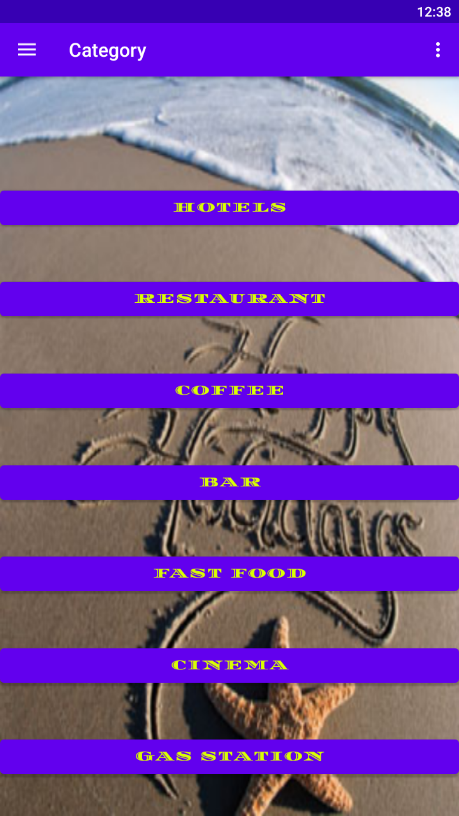 12:38
Category
HOTELS
RESTAURANT
COFFEE
BAR
FAST FOOD
CINEMA
GAS STATION